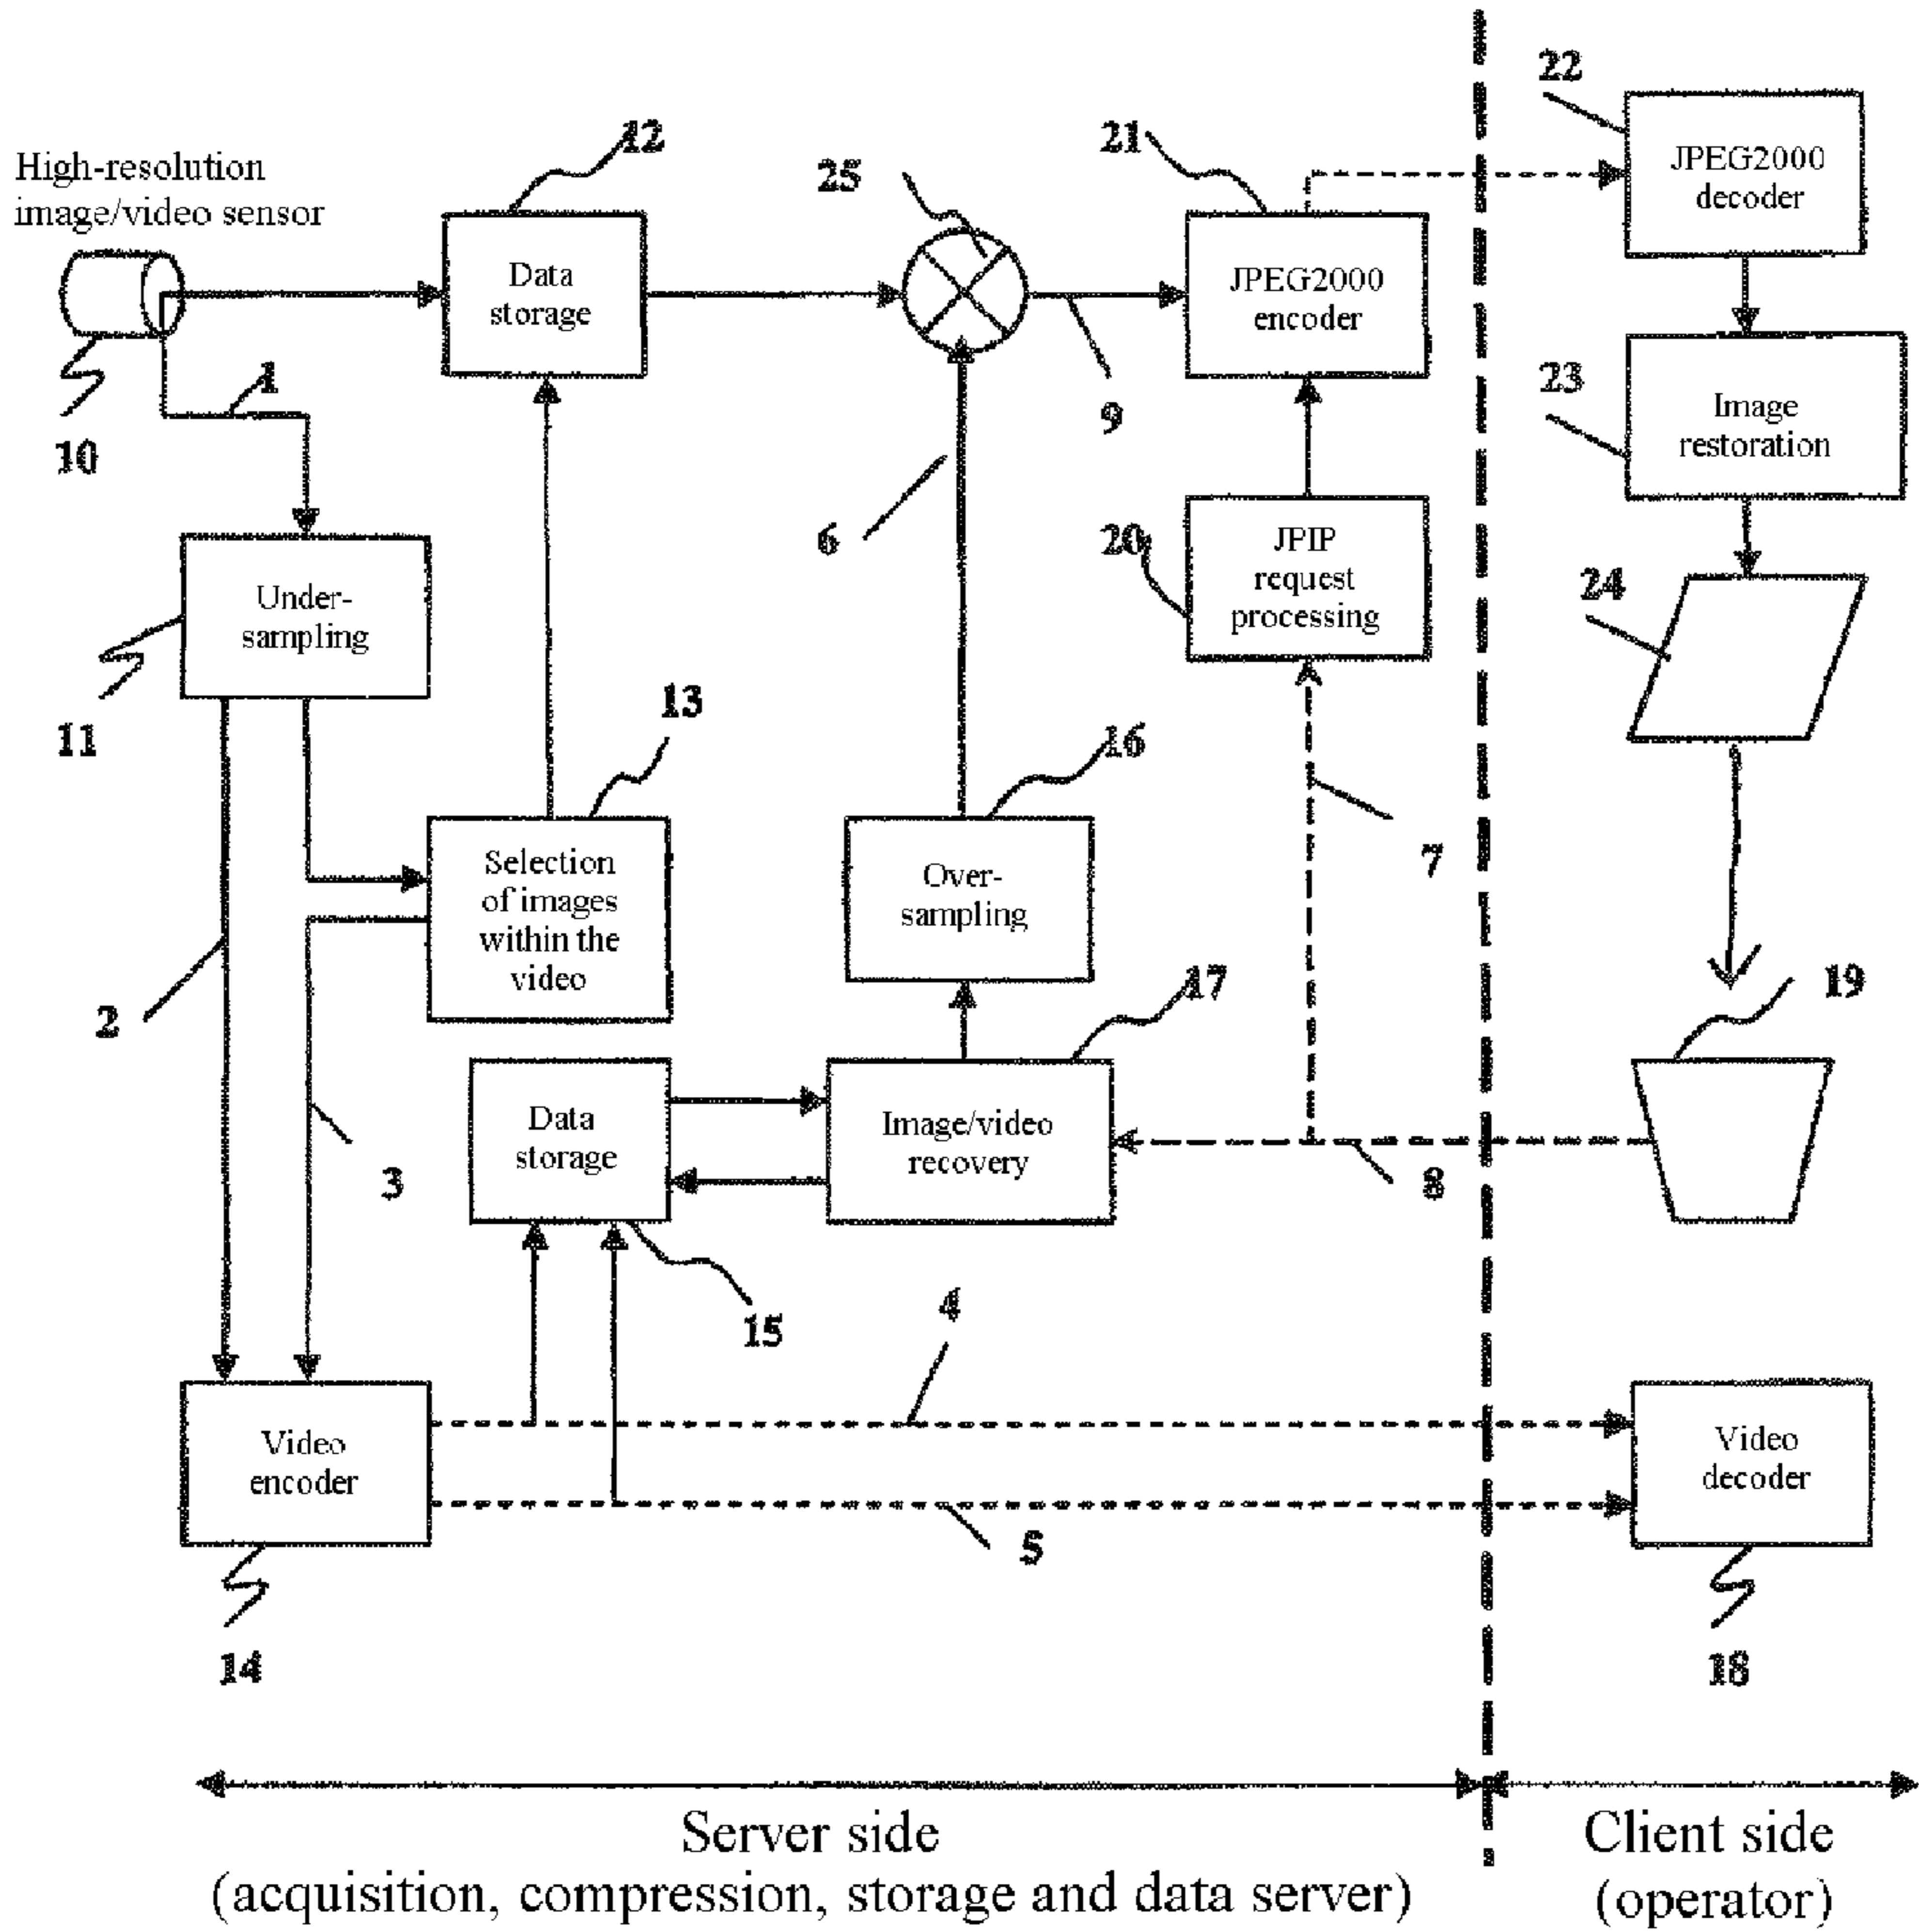 22
12
21
JPEG2000
decoder
High-resolution
image/video sensor
25
Data
storage
JPEG2000
encoder
1
23
9
Image
restoration
10
6
20
JPIP
request
processing
24
Under-
sampling
11
13
16
7
Selection
of images
within the
video
Over-
sampling
2
17
19
Data
storage
Image/video
recovery
3
8
4
15
Video
encoder
Video
decoder
5
14
18
Server side
(acquisition, compression, storage and data server)
Client side
(operator)